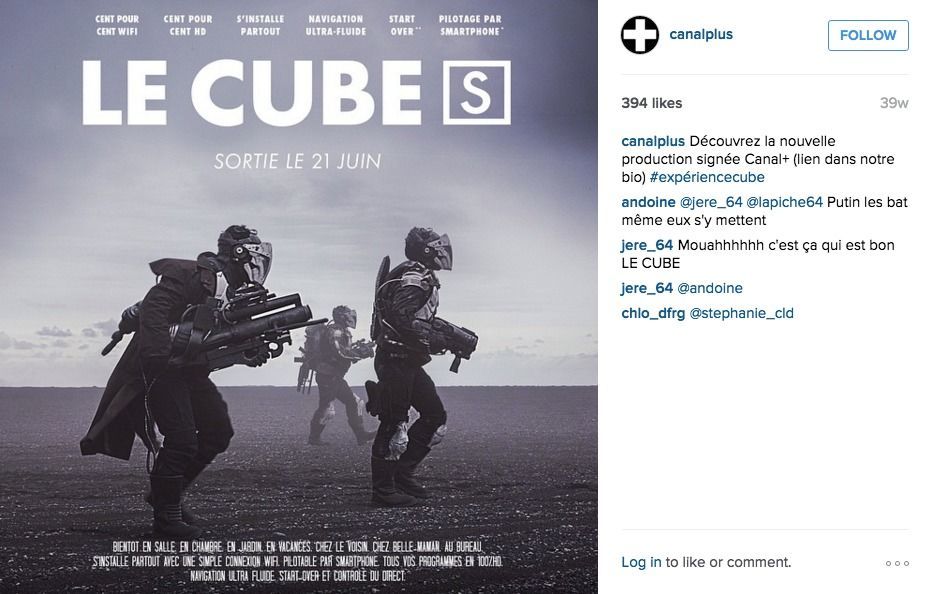 CENT POUR CENT WIFI
CENT POUR CENT HD
S'INSTALLE PARTOUT
NAVIGATION ULTRA-FLUIDE
START OVER**
PILOTAGE PAR SMARTPHONE*
LE CUBE S
SORTIE LE 21 JUIN
BIENTOT EN SALLE, EN CHAMBRE, EN JARDIN, EN VACANCES, CHEZ LE VOISIN, CHEZ BELLE-MAMAN, AU BUREAU,
S'INSTALLE PARTOUT AVEC UNE SIMPLE CONNEXION WIFI. PILOTABLE PAR SMARTPHONE. TOUS VOS PROGRAMMES EN 100%HD.
NAVIGATION ULTRA FLUIDE, START-OVER ET CONTROLE DU DIRECT.
canalplus
FOLLOW
394 likes
39w
canalplus Découvrez la nouvelle
production signée Canal+ (lien dans notre
bio) #expériencecube
andoine @jere_64 @lapiche64 Putin les bat
même eux s'y mettent
jere_64 Mouahhhhhh c'est ça qui est bon
LE CUBE
jere_64 @andoine
chlo_dfrg @stephanie_cld
Log in to like or comment.